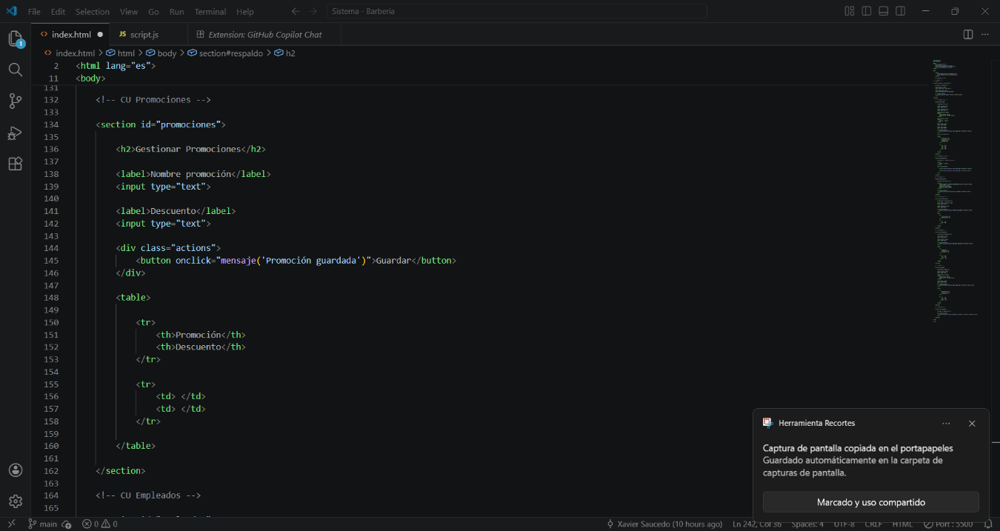 File Edit Selection View Go Run Terminal Help
Sistema - Barberia
index.html
JS script.js
Extension: GitHub Copilot Chat
1
index.html > html > body > section#respaldo > h2
2 <html lang="es">
11 <body>
131
132 <!-- CU Promociones -->
133
134 <section id="promociones">
135
136 <h2>Gestionar Promociones</h2>
137
138 <label>Nombre promoción</label>
139 <input type="text">
140
141 <label>Descuento</label>
142 <input type="text">
143
144 <div class="actions">
145 <button onclick="mensaje('Promoción guardada')">Guardar</button>
146 </div>
147
148 <table>
149
150 <tr>
151 <th>Promoción</th>
152 <th>Descuento</th>
153 </tr>
154
155 <tr>
156 <td> </td>
157 <td> </td>
158 </tr>
159
160 </table>
161
162 </section>
163
164 <!-- CU Empleados -->
165
Herramienta Recortes
Captura de pantalla copiada en el portapapeles
Guardado automáticamente en la carpeta de
capturas de pantalla.
Marcado y uso compartido
main
0 0
Xavier Saucedo (10 hours ago)
Ln 242, Col 36
Spaces: 4
UTF-8
CRLF
HTML
Port : 5500